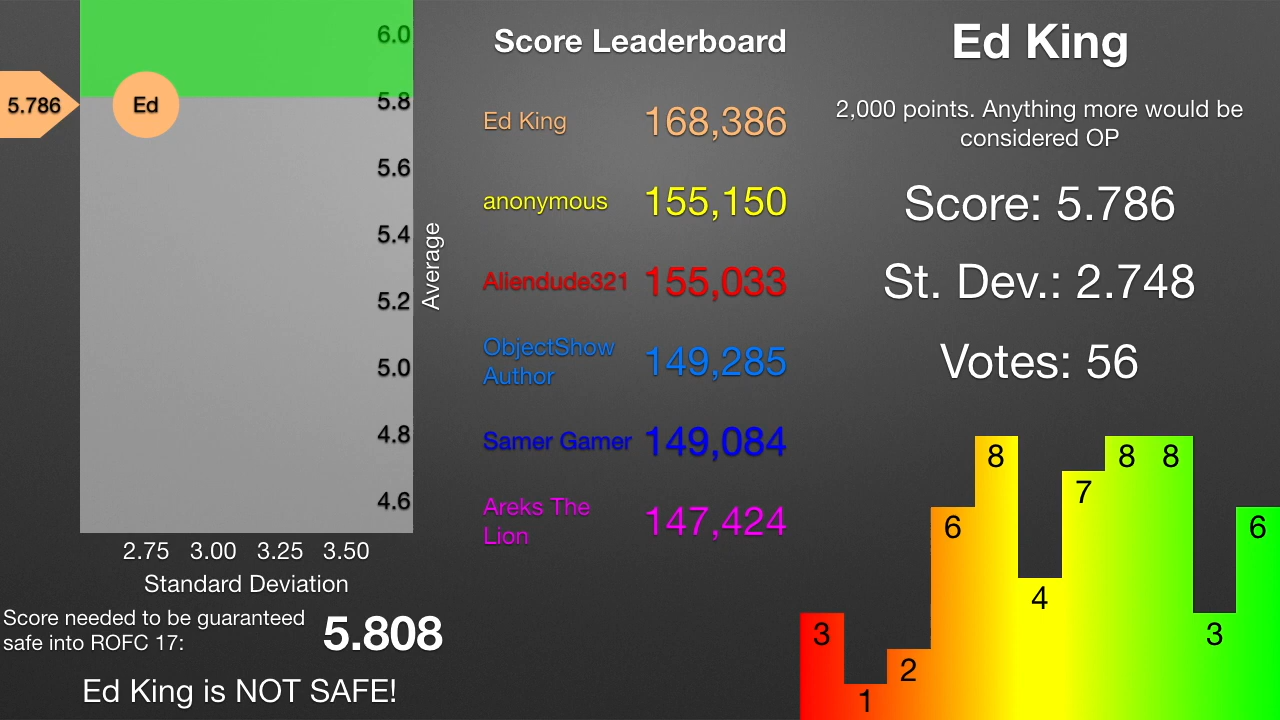 6.0
5.786
Ed
5.8
5.6
5.4
5.2
5.0
4.8
4.6
Average
2.75 3.00 3.25 3.50
Standard Deviation
Score needed to be guaranteed
safe into ROFC 17:
5.808
Ed King is NOT SAFE!
Score Leaderboard
Ed King 168,386
anonymous 155,150
Aliendude321 155,033
ObjectShow
Author
149,285
Samer Gamer 149,084
Areks The
Lion
147,424
Ed King
2,000 points. Anything more would be
considered OP
Score: 5.786
St. Dev.: 2.748
Votes: 56
3 1 2 6 8 4 7 8 8 3 6